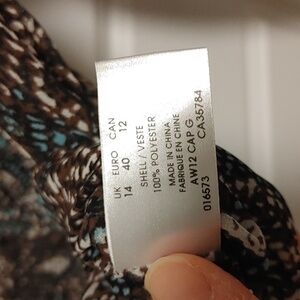 UK EURO CAN
14 40 12
SHELL / VESTE
100% POLYESTER
MADE IN CHINA
FABRIQUE EN CHINE
AW12 CAP G
CA35784
016573